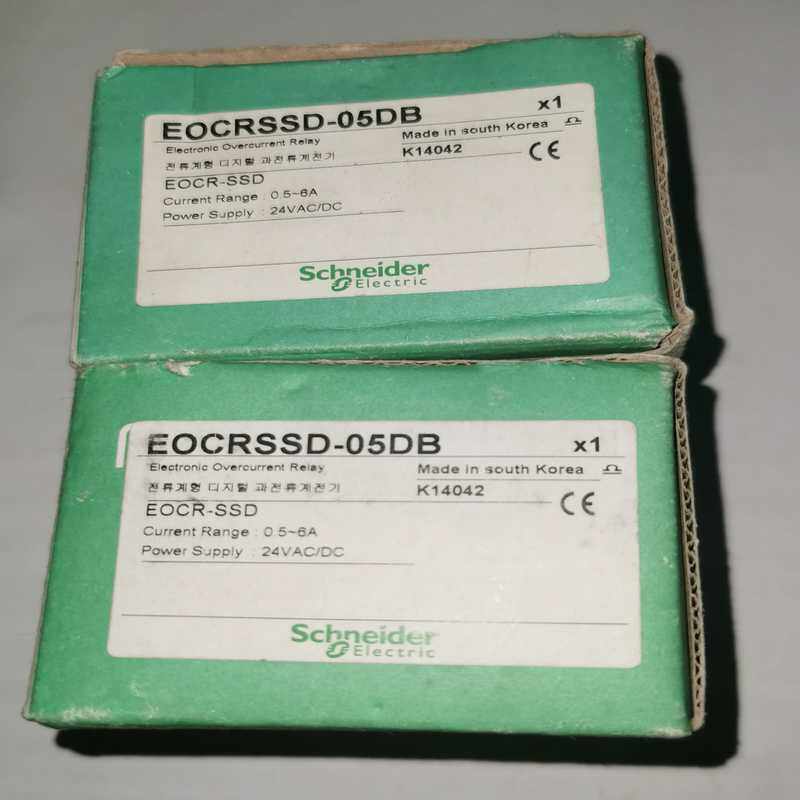 EOCRSSD-05DB x1
Electronic Overcurrent Relay Made in south Korea
전류계형 디지탈 과전류계전기 K14042 CE
EOCR-SSD
Current Range : 0.5~6A
Power Supply : 24VAC/DC
Schneider
Electric
EOCRSSD-05DB x1
Electronic Overcurrent Relay Made in south Korea
전류계형 디지탈 과전류계전기 K14042 CE
EOCR-SSD
Current Range : 0.5~6A
Power Supply : 24VAC/DC
Schneider
Electric